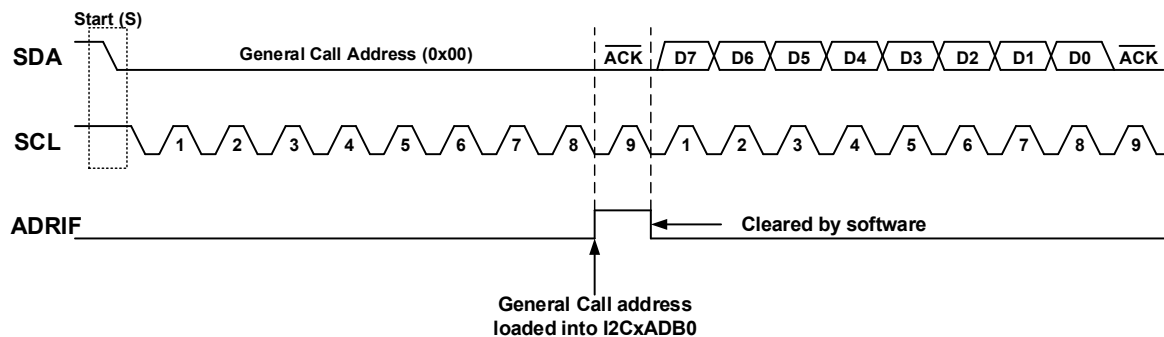 Start (S)
SDA General Call Address (0x00) ACK D7 D6 D5 D4 D3 D2 D1 D0 ACK
SCL 1 2 3 4 5 6 7 8 9 1 2 3 4 5 6 7 8 9
ADRIF Cleared by software
General Call address
loaded into I2CxADB0